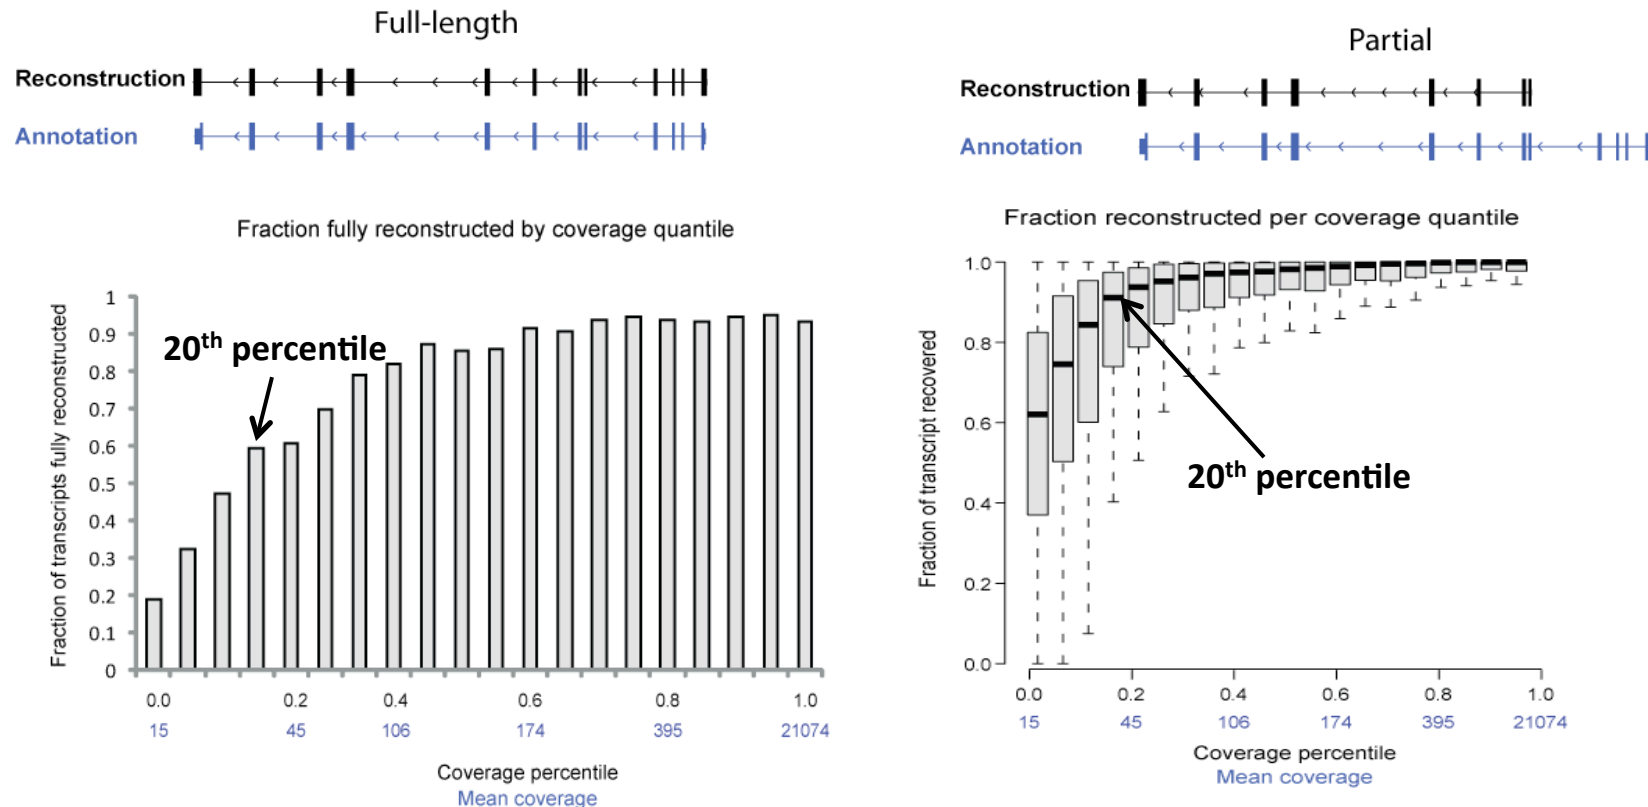 Full-length
Reconstruction
Annotation
Fraction fully reconstructed by coverage quantile
Fraction of transcripts fully reconstructed
1
0.9
0.8
0.7
0.6
0.5
0.4
0.3
0.2
0.1
0
20th percentile
0.0 0.2 0.4 0.6 0.8 1.0
15 45 106 174 395 21074
Coverage percentile
Mean coverage
Partial
Reconstruction
Annotation
Fraction reconstructed per coverage quantile
Fraction of transcript recovered
1.0
0.8
0.6
0.4
0.2
0.0
20th percentile
0.0 0.2 0.4 0.6 0.8 1.0
15 45 106 174 395 21074
Coverage percentile
Mean coverage